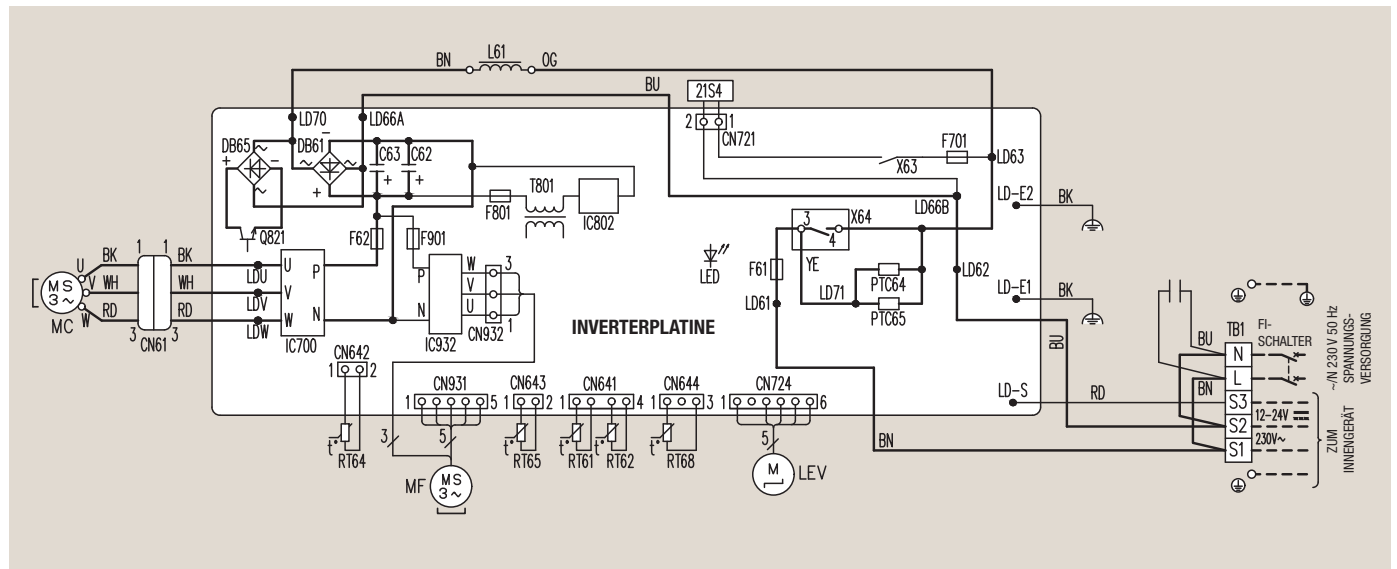 BN L61 OG
BU
21S4
LD70 LD66A
2 1
CN721
DB65 DB61 C63 C62
+ - ~ ~ - + ~ ~ + +
F701
X63
LD63
T801
F801
IC802
LD66B
LD-E2 BK
Q821
F62 F901
3 4 X64
YE
LED
F61
LD61
LD71
PTC64
PTC65
LD62
LD-E1 BK
U BK 1 1 BK LDU U P
V WH WH LDV V
W RD 3 3 RD LDW W N
MS 3~
MC
CN61
IC700
P N W V U 3 1
IC932
CN932
INVERTERPLATINE
BU
TB1
FI-
SCHALTER
~/N 230 V 50 Hz
SPANNUNGS-
VERSORGUNG
BU N
BN L
LD-S RD S3
12-24V
S2
230V~
BN S1
ZUM
INNENGERÄT
CN642
1 2
CN931
1 5
CN643
1 2
CN641
1 4
CN644
1 3
CN724
1 6
3 5 5
t° RT64
t° RT65
t° RT61
RT62
t° RT68
MF MS 3~
M LEV